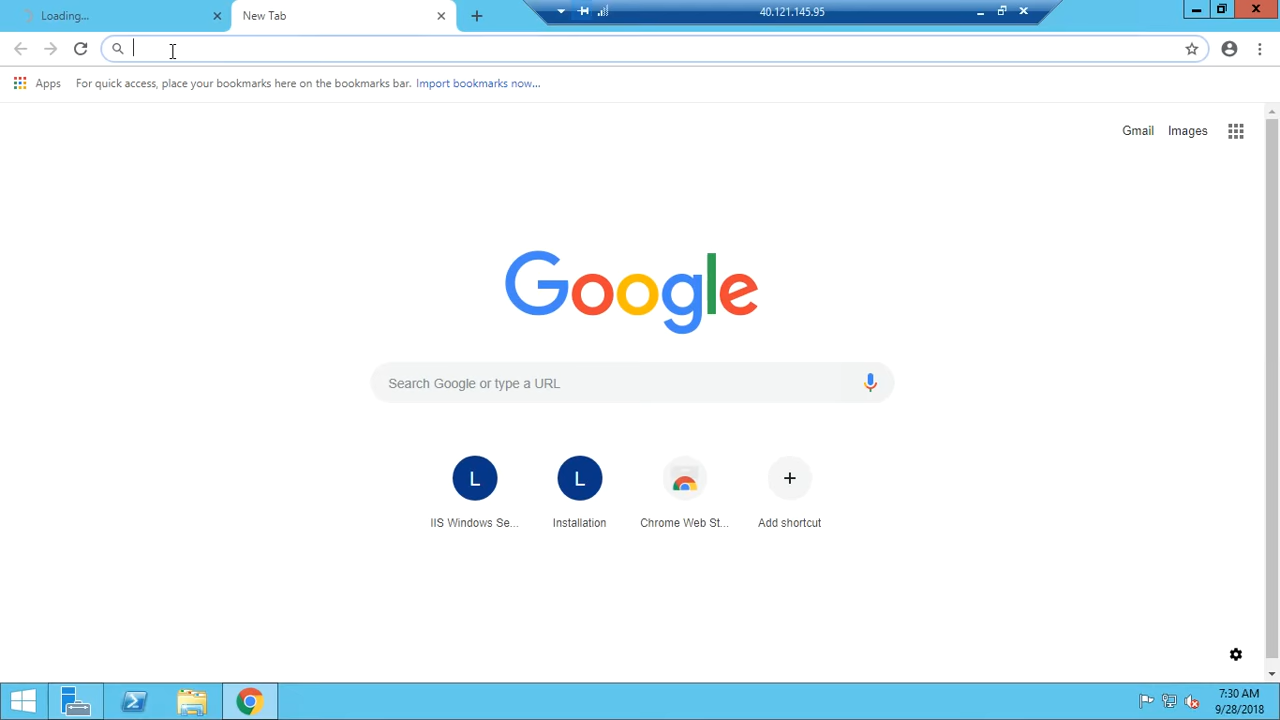 Loading...
New Tab
40.121.145.95
Apps
For quick access, place your bookmarks here on the bookmarks bar. Import bookmarks now...
Gmail
Images
Google
Search Google or type a URL
L
L
IIS Windows Se...
Installation
Chrome Web St...
Add shortcut
7:30 AM
9/28/2018